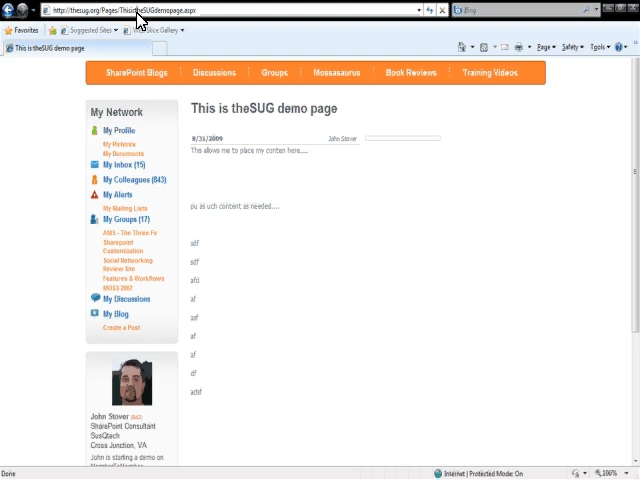 http://thesug.org/Pages/ThisistheSUGdemopage.aspx
Bing
Favorites
Suggested Sites
Slice Gallery
This is theSUG demo page
Page
Safety
Tools
SharePoint Blogs
Discussions
Groups
Mossasaurus
Book Reviews
Training Videos
My Network
My Profile
My Pictures
My Documents
My Inbox (15)
My Colleagues (843)
My Alerts
My Mailing Lists
My Groups (17)
AMS - The Three Fs
Sharepoint
Customization
Social Networking
Review Site
Features & Workflows
MOSS 2007
My Discussions
My Blog
Create a Post
John Stover
SharePoint Consultant
SusQtech
Cross Junction, VA
John is starting a demo on
MemberToMember
This is theSUG demo page
8/31/2009
John Stover
This allows me to place my conten here....
pu as uch content as needed....
sdf
sdf
afd
af
asf
af
af
df
adsf
Done
Internet | Protected Mode: On
100%